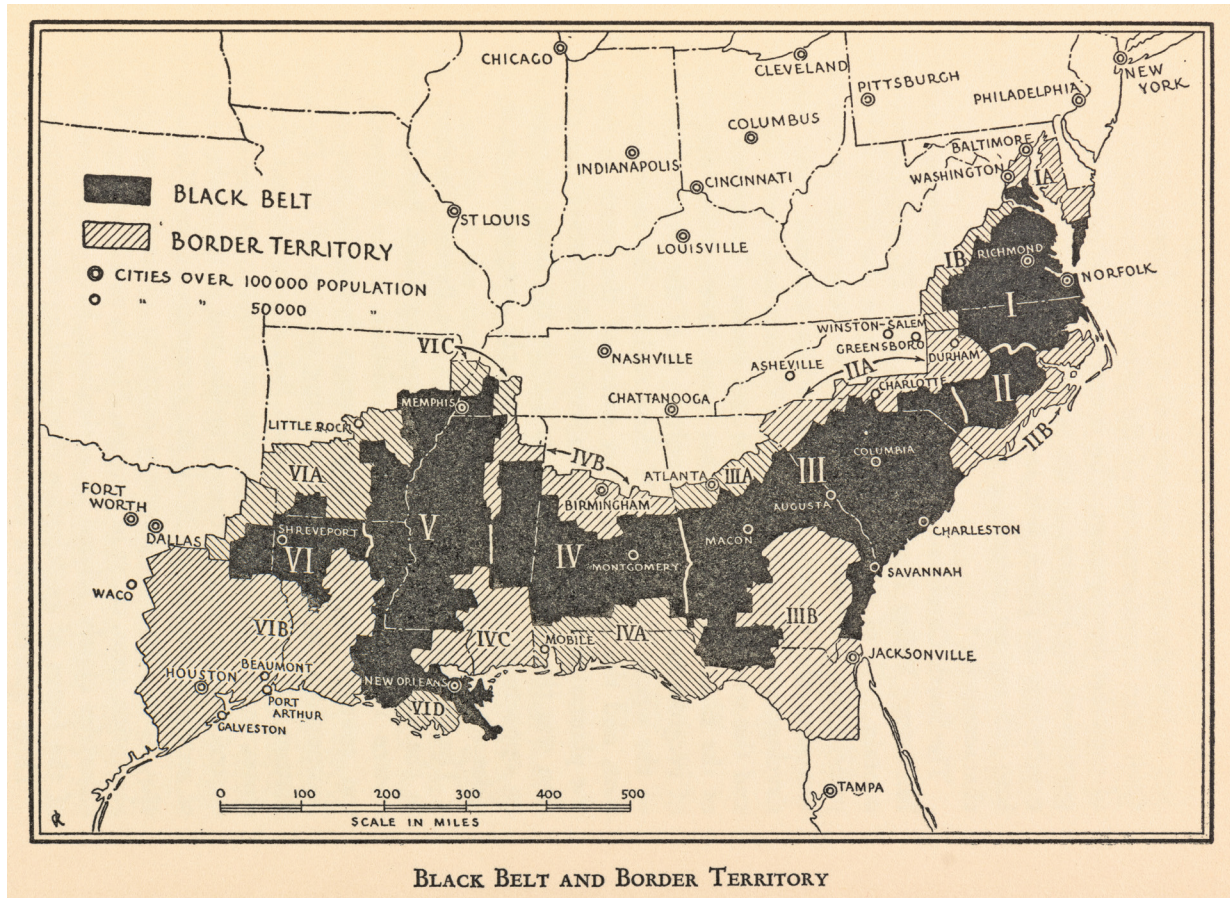 CHICAGO
CLEVELAND
PITTSBURGH
NEW
YORK
PHILADELPHIA
COLUMBUS
INDIANAPOLIS
BALTIMORE
WASHINGTON
IA
CINCINNATI
BLACK BELT
ST LOUIS
BORDER TERRITORY
LOUISVILLE
CITIES OVER 100000 POPULATION
" " 50000 "
IB
RICHMOND
NORFOLK
I
WINSTON-SALEM
GREENSBORO
DURHAM
VIC
NASHVILLE
ASHEVILLE
IIA
CHARLOTTE
II
IIB
MEMPHIS
CHATTANOOGA
LITTLE ROCK
COLUMBIA
IVB
ATLANTA
IIIA
III
VIA
BIRMINGHAM
AUGUSTA
FORT
WORTH
DALLAS
SHREVEPORT
VI
V
IV
MONTGOMERY
MACON
CHARLESTON
SAVANNAH
WACO
VIB
IVC
MOBILE
IVA
IIIB
JACKSONVILLE
HOUSTON
BEAUMONT
PORT
ARTHUR
GALVESTON
NEW ORLEANS
VID
TAMPA
0 100 200 300 400 500
SCALE IN MILES
BLACK BELT AND BORDER TERRITORY